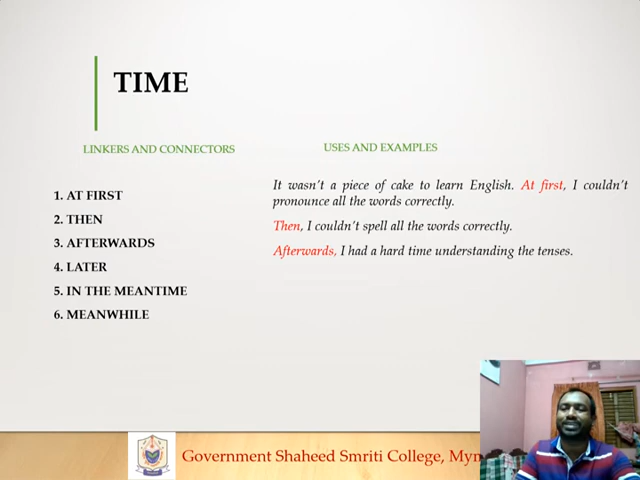 TIME
LINKERS AND CONNECTORS
USES AND EXAMPLES
1. AT FIRST
2. THEN
3. AFTERWARDS
4. LATER
5. IN THE MEANTIME
6. MEANWHILE
It wasn't a piece of cake to learn English. At first, I couldn't
pronounce all the words correctly.
Then, I couldn't spell all the words correctly.
Afterwards, I had a hard time understanding the tenses.
Government Shaheed Smriti College,